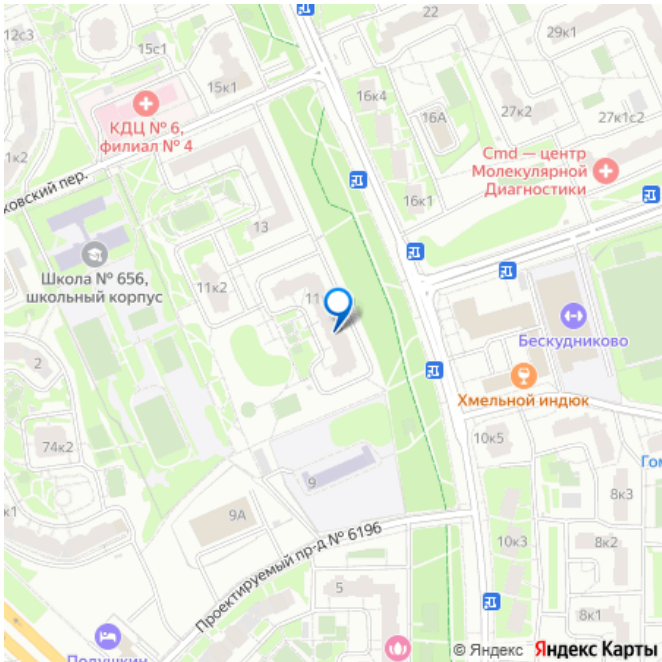 12с3
15с1
22
29к1
15к1
16к4
16А
27к2
27к1с2
КДЦ № 6,
филиал № 4
1к2
Cmd — центр
Молекулярной
Диагностики
ковский пер.
16к1
13
Школа № 656,
школьный корпус
11к2
11
Бескудниково
2
Хмельной индюк
74к2
10к5
Гом
9
8к3
9А
к1
Проектируемый пр-д № 6196
10к3
8к2
5
8к1
Подушкин
© Яндекс Яндекс Карты